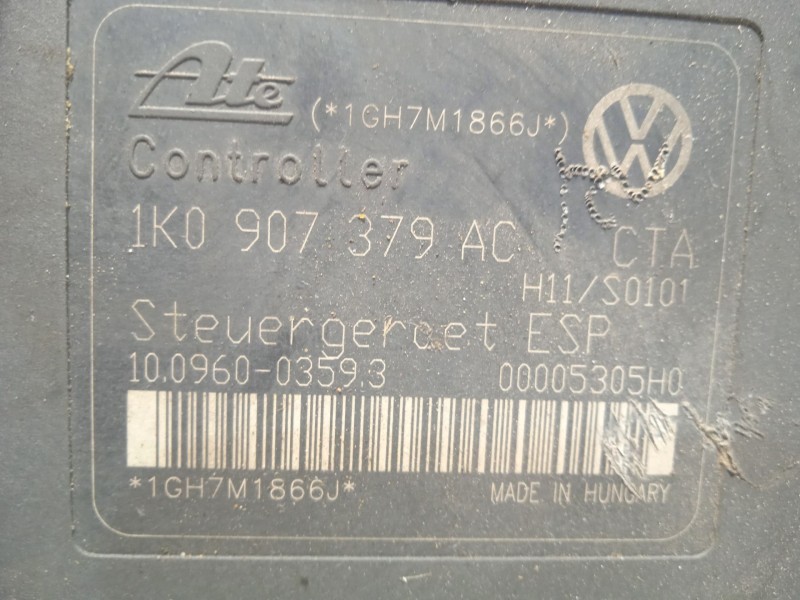 Ate (*1GH7M1866J*)
Controller
1K0 907 379 AC CTA
H11/S0101
Steuergeraet ESP
10.0960-0359.3 00005305H0
*1GH7M1866J* MADE IN HUNGARY